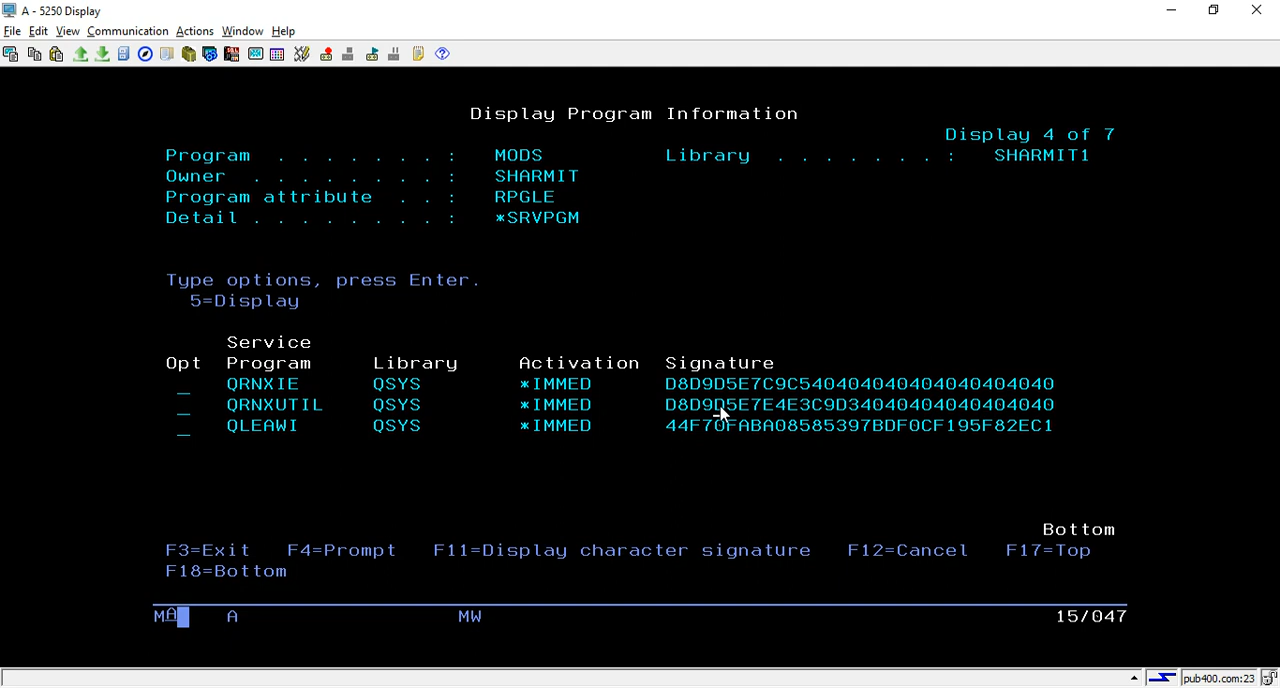 A - 5250 Display
File Edit View Communication Actions Window Help
Display Program Information
Display 4 of 7
Program . . . . . . . . : MODS Library . . . . . . . : SHARMIT1
Owner . . . . . . . . : SHARMIT
Program attribute . . : RPGLE
Detail . . . . . . . . : *SRVPGM
Type options, press Enter.
5=Display
Service
Opt Program Library Activation Signature
_ QRNXIE QSYS *IMMED D8D9D5E7C9C540404040404040404040
_ QRNXUTIL QSYS *IMMED D8D9D5E7E4E3C9D34040404040404040
_ QLEAWI QSYS *IMMED 44F70FABA08585397BDF0CF195F82EC1
Bottom
F3=Exit F4=Prompt F11=Display character signature F12=Cancel F17=Top
F18=Bottom
MA A MW 15/047
pub400.com:23